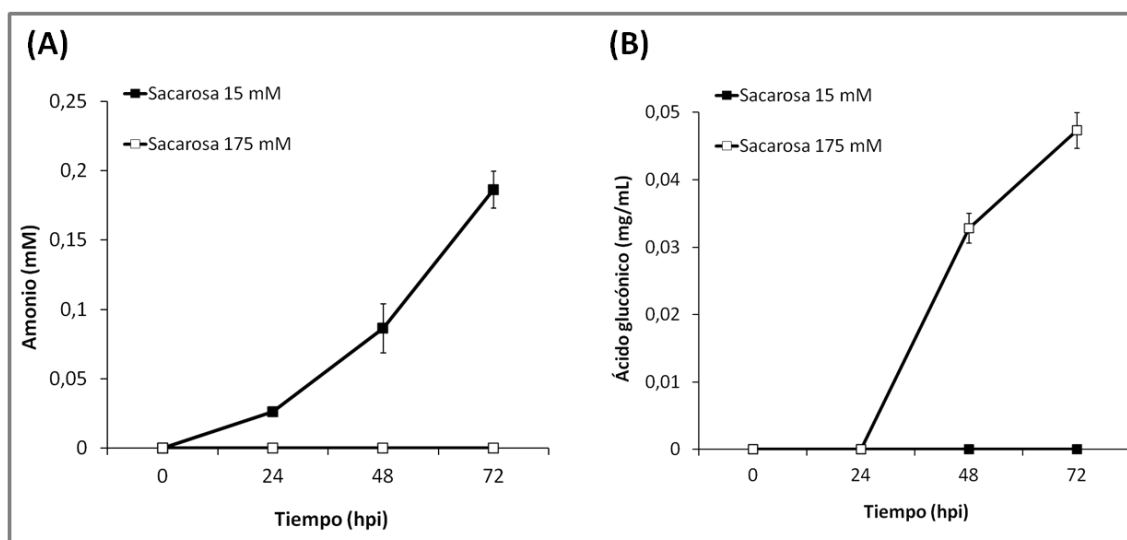 (A)
Sacarosa 15 mM
Sacarosa 175 mM
0,25
0,2
0,15
0,1
0,05
0
Amonio (mM)
0 24 48 72
Tiempo (hpi)
(B)
Sacarosa 15 mM
Sacarosa 175 mM
0,05
0,04
0,03
0,02
0,01
0
Ácido glucónico (mg/mL)
0 24 48 72
Tiempo (hpi)